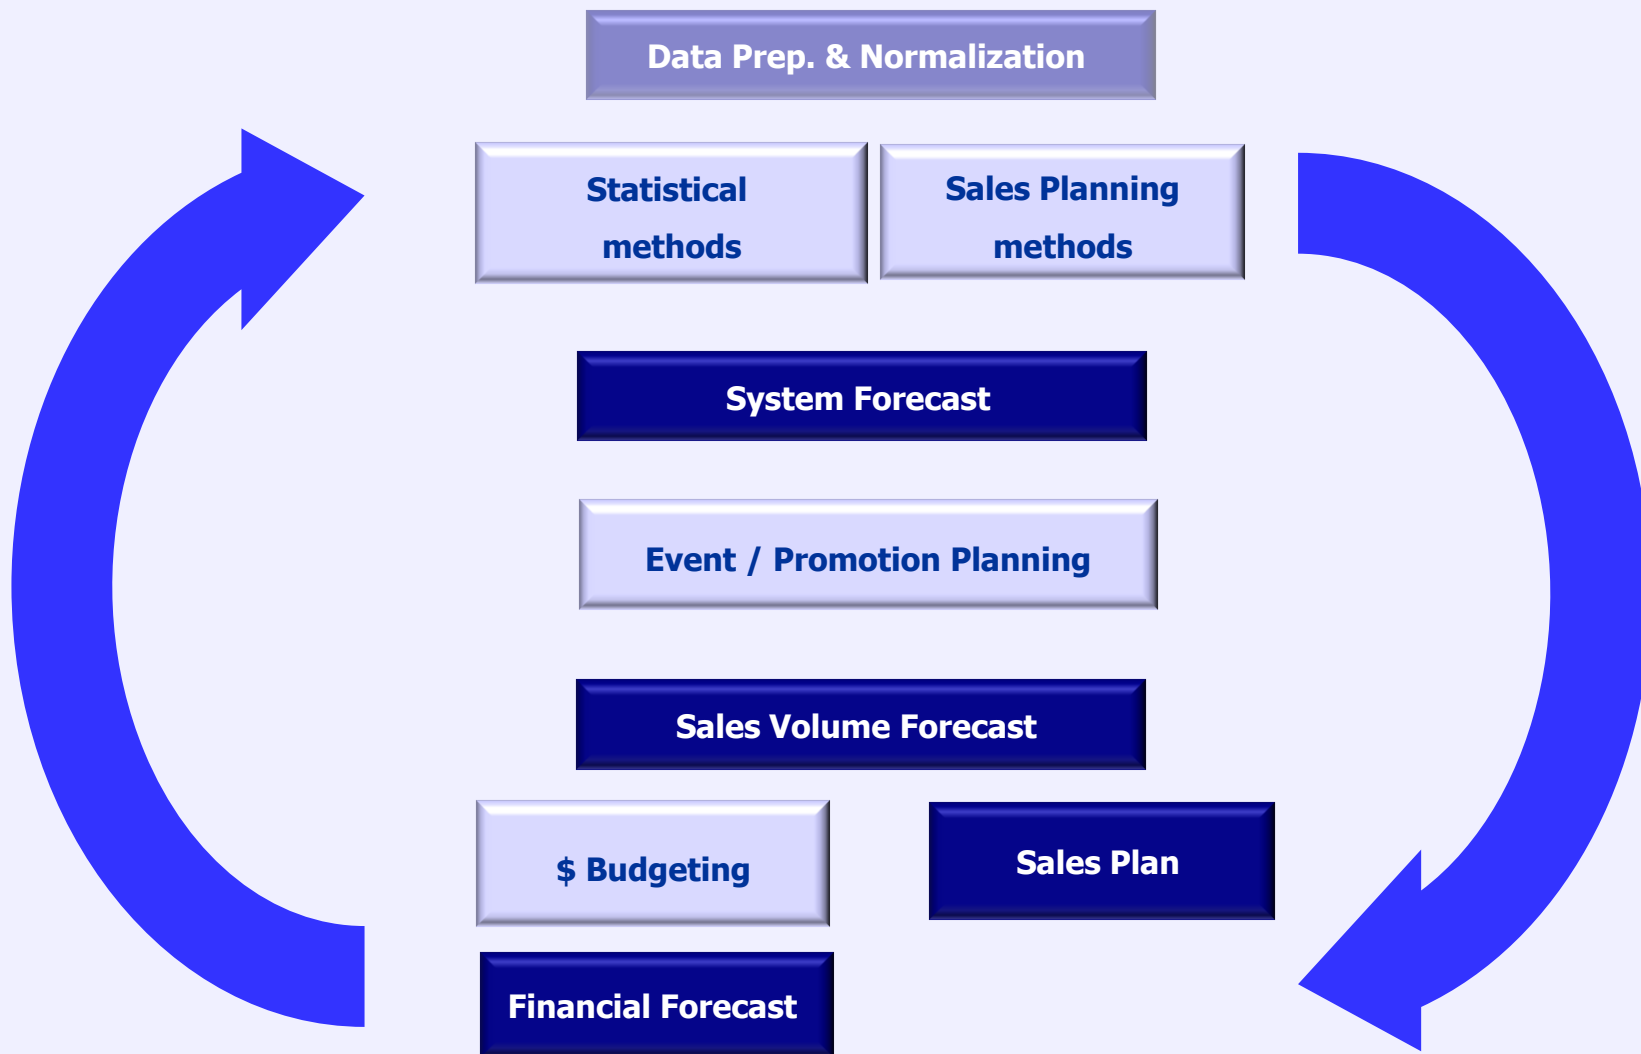 Data Prep. & Normalization
Statistical
methods
Sales Planning
methods
System Forecast
Event / Promotion Planning
Sales Volume Forecast
$ Budgeting
Sales Plan
Financial Forecast